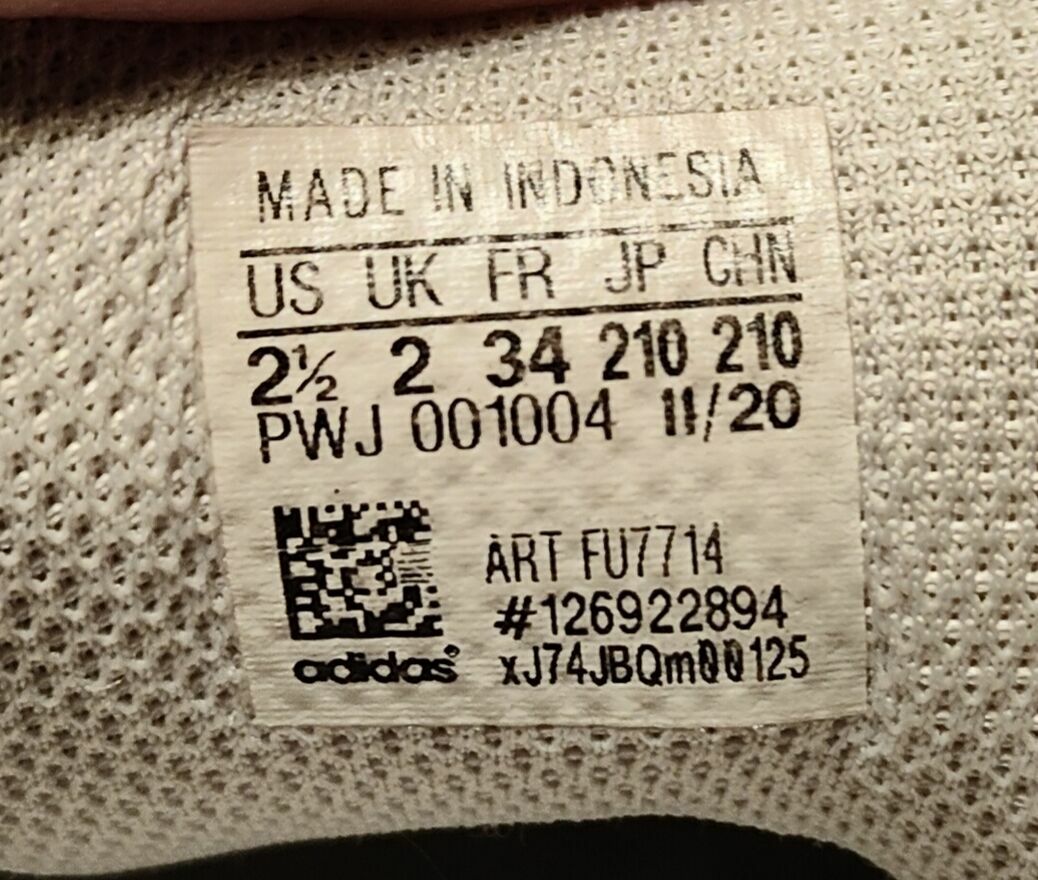 MADE IN INDONESIA
US UK FR JP CHN
2½ 2 34 210 210
PWJ 001004 11/20
ART FU7714
#126922894
adidas® xJ74JBQm00125